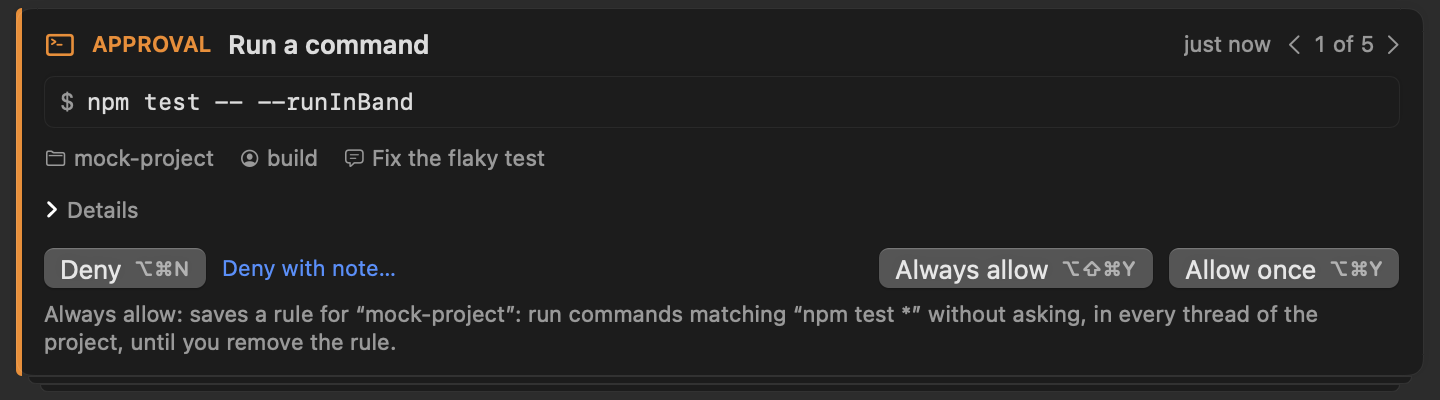 APPROVAL Run a command just now 1 of 5
$ npm test -- --runInBand
mock-project build Fix the flaky test
Details
Deny ⌥⌘N Deny with note... Always allow ⌥⇧⌘Y Allow once ⌥⌘Y
Always allow: saves a rule for “mock-project”: run commands matching “npm test *” without asking, in every thread of the
project, until you remove the rule.